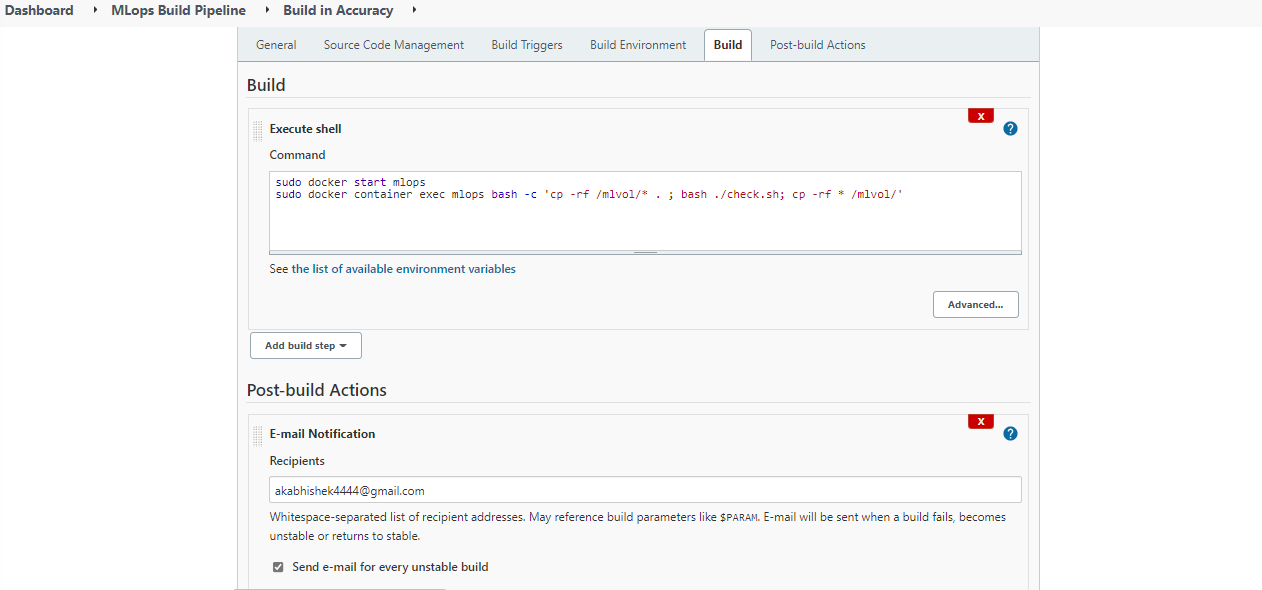 Dashboard MLops Build Pipeline Build in Accuracy
General Source Code Management Build Triggers Build Environment Build Post-build Actions
Build
X
Execute shell ?
Command
sudo docker start mlops
sudo docker container exec mlops bash -c 'cp -rf /mlvol/* . ; bash ./check.sh; cp -rf * /mlvol/'
See the list of available environment variables
Advanced...
Add build step
Post-build Actions
X
E-mail Notification ?
Recipients
akabhishek4444@gmail.com
Whitespace-separated list of recipient addresses. May reference build parameters like $PARAM. E-mail will be sent when a build fails, becomes
unstable or returns to stable.
Send e-mail for every unstable build